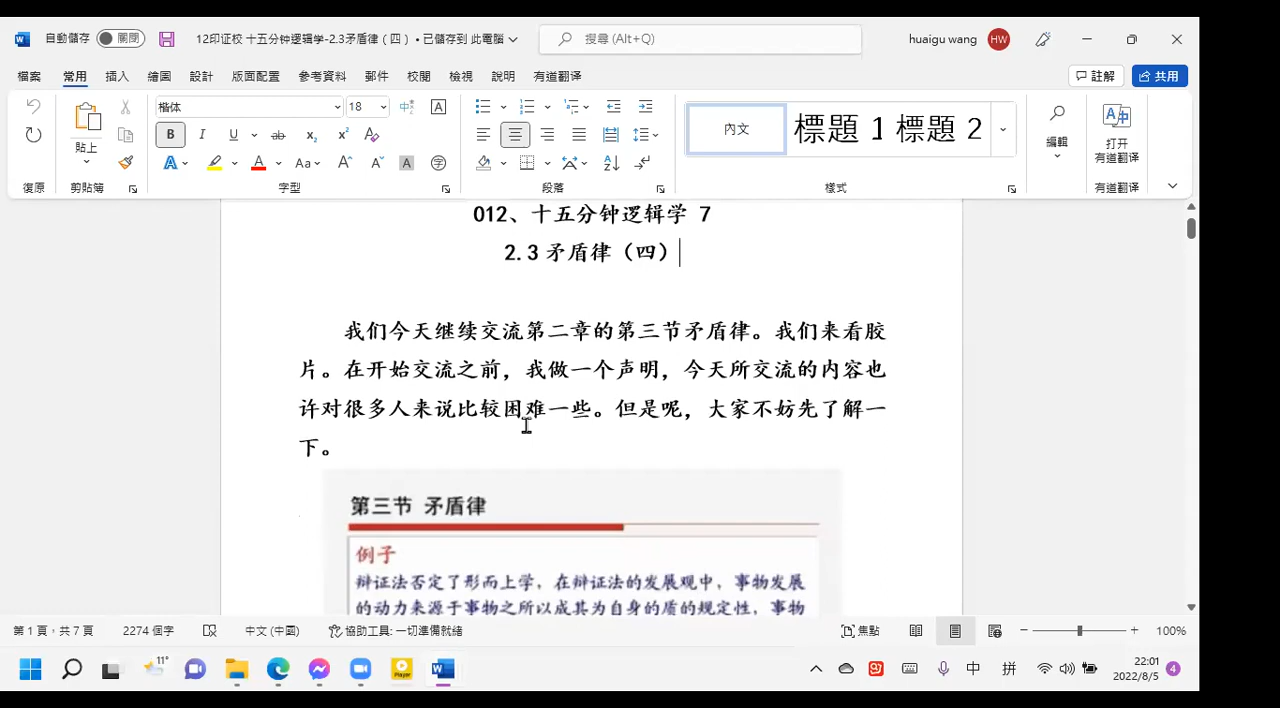 自動儲存 關閉 12印证校 十五分钟逻辑学-2.3矛盾律(四) • 已儲存到 此電腦 搜尋 (Alt+Q) huaigu wang HW
檔案 常用 插入 繪圖 設計 版面配置 參考資料 郵件 校閱 檢視 說明 有道翻译 註解 共用
楷体 18
貼上
B I U ab x₂ x² A
內文 標題 1 標題 2
編輯
打开
有道翻译
A A Aa A A A 字
復原 剪貼簿 字型 段落 樣式 有道翻译
012、十五分钟逻辑学 7
2.3 矛盾律（四）
我们今天继续交流第二章的第三节矛盾律。我们来看胶
片。在开始交流之前，我做一个声明，今天所交流的内容也
许对很多人来说比较困难一些。但是呢，大家不妨先了解一
下。
第三节 矛盾律
例子
辩证法否定了形而上学，在辩证法的发展观中，事物发展
的动力来源于事物之所以成其为自身的盾的规定性，事物
第 1 頁，共 7 頁 2274 個字 中文 (中國) 協助工具: 一切準備就緒 焦點 100%
11° Player 中 拼 22:01
2022/8/5 4